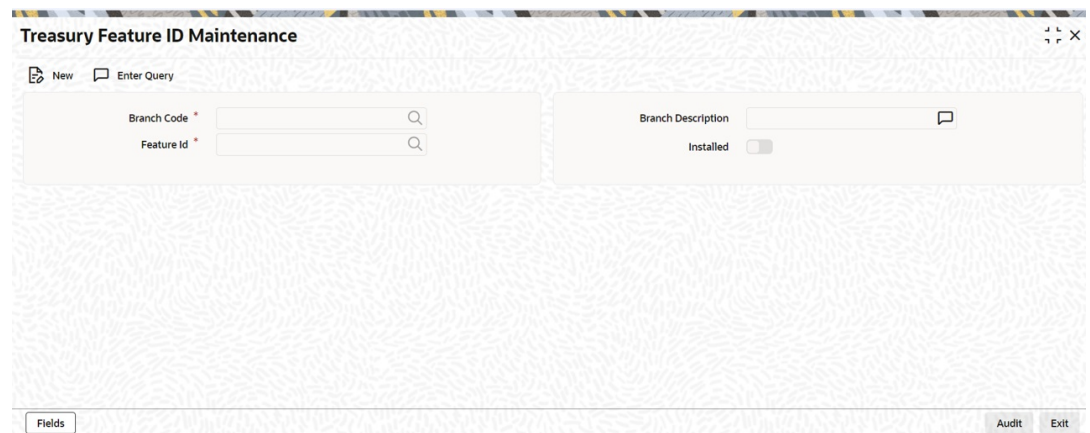 Treasury Feature ID Maintenance
New Enter Query
Branch Code * Branch Description
Feature Id * Installed
Fields Audit Exit